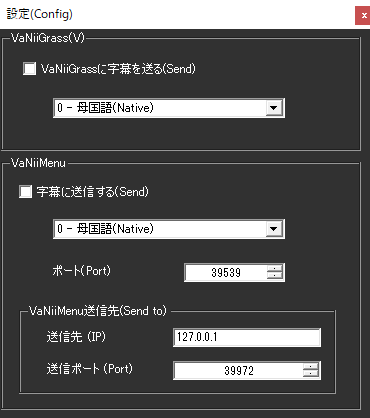 設定(Config)
VaNiiGrass(V)
VaNiiGrassに字幕を送る(Send)
0 - 母国語(Native)
VaNiiMenu
字幕に送信する(Send)
0 - 母国語(Native)
ポート(Port)
39539
VaNiiMenu送信先(Send to)
送信先 (IP)
127.0.0.1
送信ポート (Port)
39972